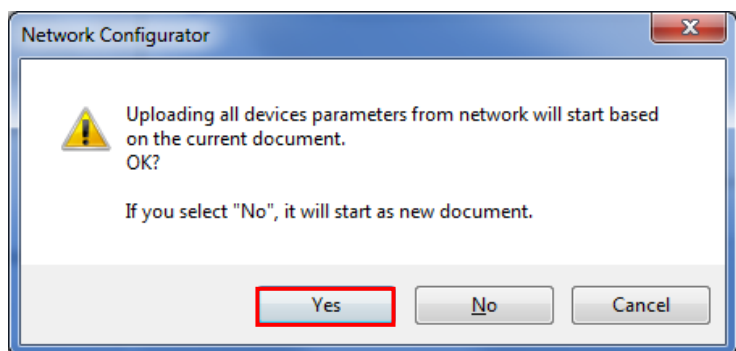 Network Configurator
Uploading all devices parameters from network will start based
on the current document.
OK?
If you select "No", it will start as new document.
Yes
No
Cancel